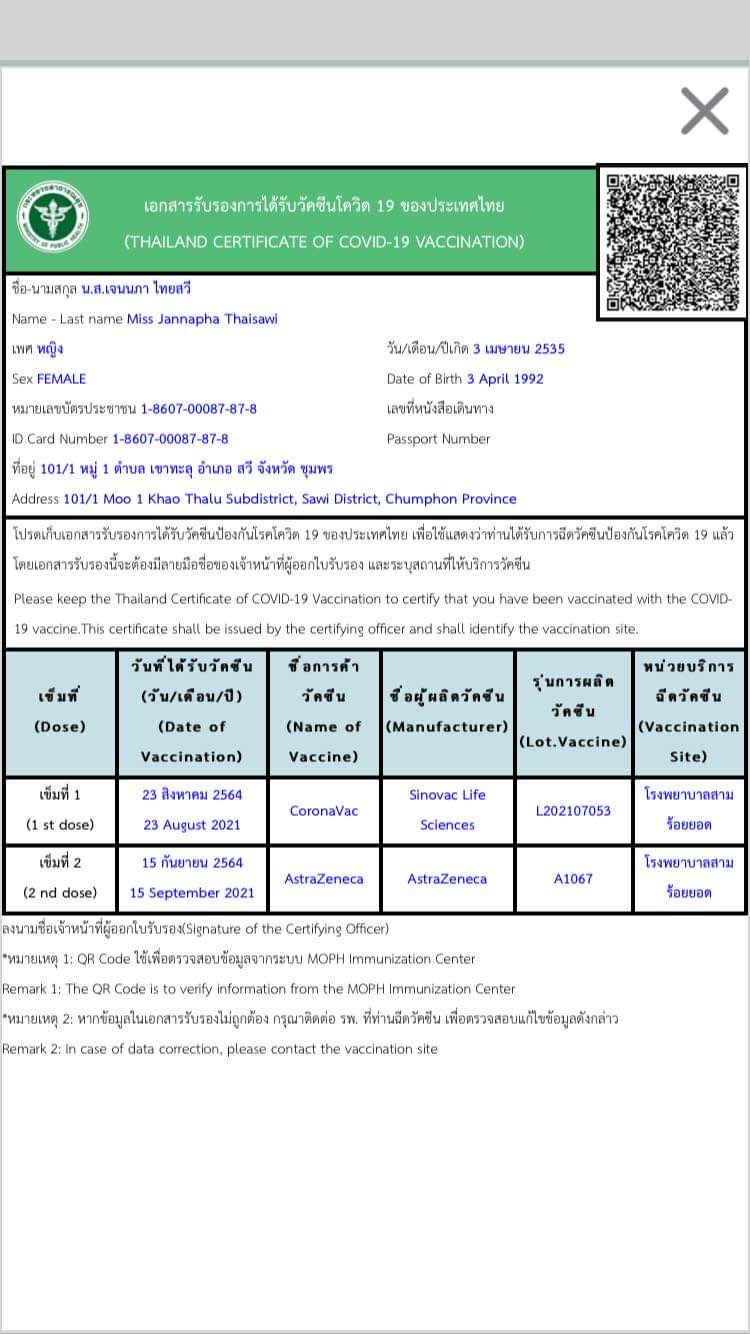 เอกสารรับรองการได้รับวัคซีนโควิด 19 ของประเทศไทย
(THAILAND CERTIFICATE OF COVID-19 VACCINATION)
กระทรวงสาธารณสุข
MINISTRY OF PUBLIC HEALTH
ชื่อ-นามสกุล น.ส.เจนนภา ไทยสวี
Name - Last name Miss Jannapha Thaisawi
เพศ หญิง วัน/เดือน/ปีเกิด 3 เมษายน 2535
Sex FEMALE Date of Birth 3 April 1992
หมายเลขบัตรประชาชน 1-8607-00087-87-8 เลขที่หนังสือเดินทาง
ID Card Number 1-8607-00087-87-8 Passport Number
ที่อยู่ 101/1 หมู่ 1 ตำบล เขาทะลุ อำเภอ สวี จังหวัด ชุมพร
Address 101/1 Moo 1 Khao Thalu Subdistrict, Sawi District, Chumphon Province
โปรดเก็บเอกสารรับรองการได้รับวัคซีนป้องกันโรคโควิด 19 ของประเทศไทย เพื่อใช้แสดงว่าท่านได้รับการฉีดวัคซีนป้องกันโรคโควิด 19 แล้ว
โดยเอกสารรับรองนี้จะต้องมีลายมือชื่อของเจ้าหน้าที่ผู้ออกใบรับรอง และระบุสถานที่ให้บริการวัคซีน
Please keep the Thailand Certificate of COVID-19 Vaccination to certify that you have been vaccinated with the COVID-
19 vaccine.This certificate shall be issued by the certifying officer and shall identify the vaccination site.
เข็มที่
(Dose)
วันที่ได้รับวัคซีน
(วัน/เดือน/ปี)
(Date of
Vaccination)
ชื่อการค้า
วัคซีน
(Name of
Vaccine)
ชื่อผู้ผลิตวัคซีน
(Manufacturer)
รุ่นการผลิต
วัคซีน
(Lot.Vaccine)
หน่วยบริการ
ฉีดวัคซีน
(Vaccination
Site)
เข็มที่ 1
(1 st dose)
23 สิงหาคม 2564
23 August 2021
CoronaVac
Sinovac Life
Sciences
L202107053
โรงพยาบาลสาม
ร้อยยอด
เข็มที่ 2
(2 nd dose)
15 กันยายน 2564
15 September 2021
AstraZeneca
AstraZeneca
A1067
โรงพยาบาลสาม
ร้อยยอด
ลงนามชื่อเจ้าหน้าที่ผู้ออกใบรับรอง(Signature of the Certifying Officer)
*หมายเหตุ 1: QR Code ใช้เพื่อตรวจสอบข้อมูลจากระบบ MOPH Immunization Center
Remark 1: The QR Code is to verify information from the MOPH Immunization Center
*หมายเหตุ 2: หากข้อมูลในเอกสารรับรองไม่ถูกต้อง กรุณาติดต่อ รพ. ที่ท่านฉีดวัคซีน เพื่อตรวจสอบแก้ไขข้อมูลดังกล่าว
Remark 2: In case of data correction, please contact the vaccination site